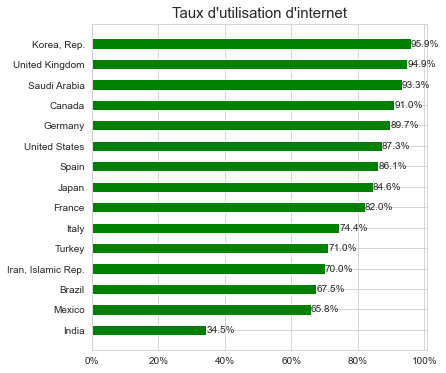 Taux d'utilisation d'internet
Korea, Rep. 95.9%
United Kingdom 94.9%
Saudi Arabia 93.3%
Canada 91.0%
Germany 89.7%
United States 87.3%
Spain 86.1%
Japan 84.6%
France 82.0%
Italy 74.4%
Turkey 71.0%
Iran, Islamic Rep. 70.0%
Brazil 67.5%
Mexico 65.8%
India 34.5%
0% 20% 40% 60% 80% 100%